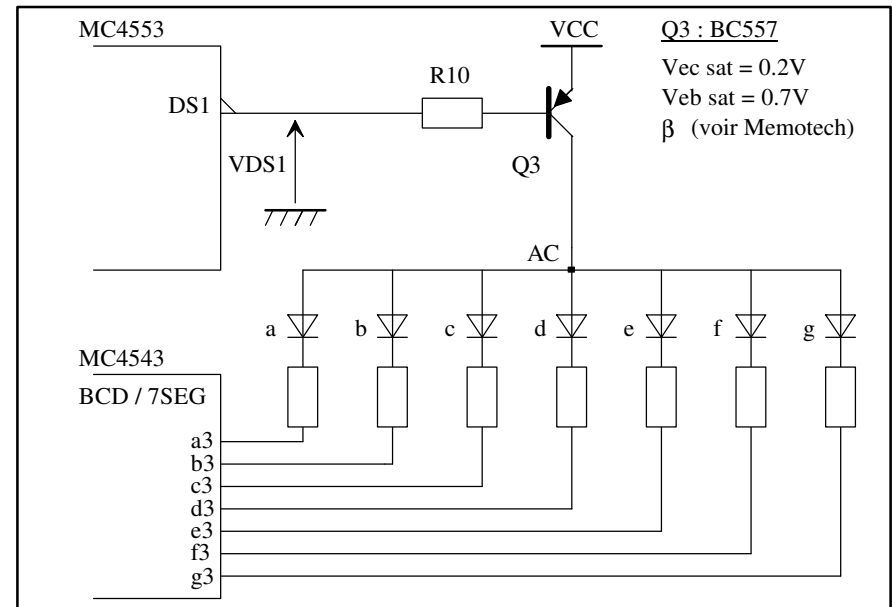 MC4553
VCC
Q3 : BC557
Vec sat = 0.2V
Veb sat = 0.7V
β (voir Memotech)
R10
DS1
VDS1
Q3
AC
a
b
c
d
e
f
g
MC4543
BCD / 7SEG
a3
b3
c3
d3
e3
f3
g3